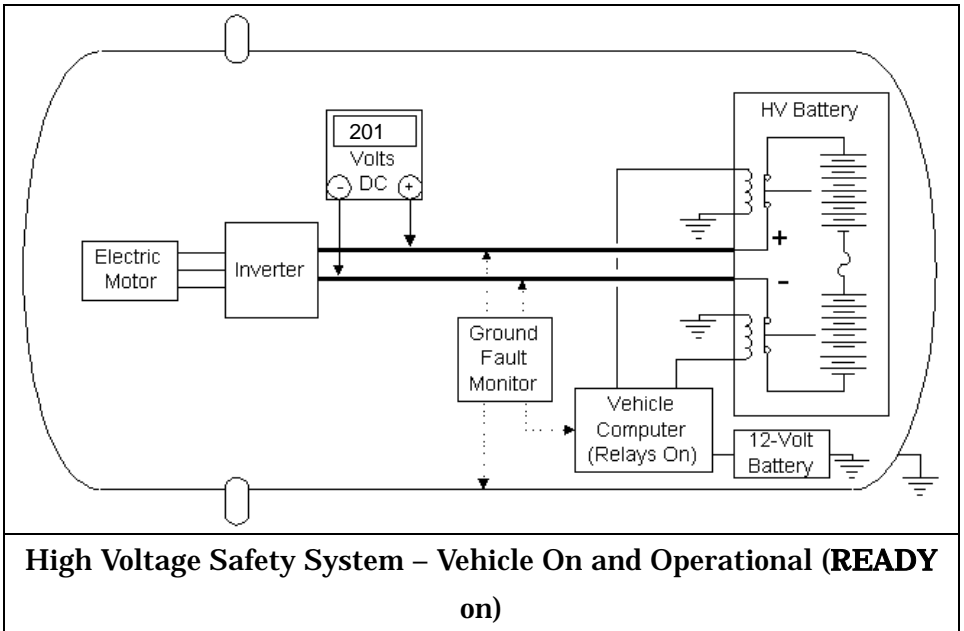 HV Battery
201
Volts
- DC +
+
-
Electric
Motor
Inverter
Ground
Fault
Monitor
Vehicle
Computer
(Relays On)
12-Volt
Battery
High Voltage Safety System – Vehicle On and Operational (READY
on)